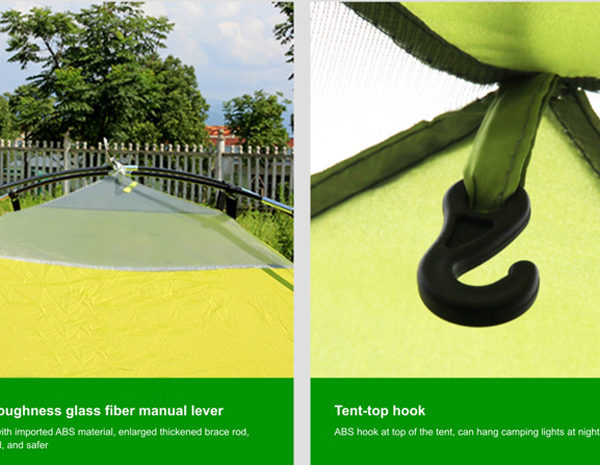 oughness glass fiber manual lever
with imported ABS material, enlarged thickened brace rod,
, and safer
Tent-top hook
ABS hook at top of the tent, can hang camping lights at night